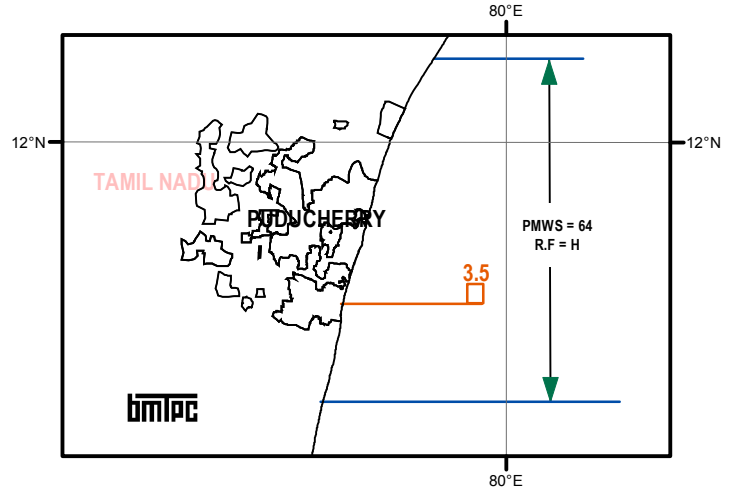 80°E
12°N
12°N
TAMIL NADU
PUDUCHERRY
PMWS = 64
R.F = H
3.5
bmTPC
80°E